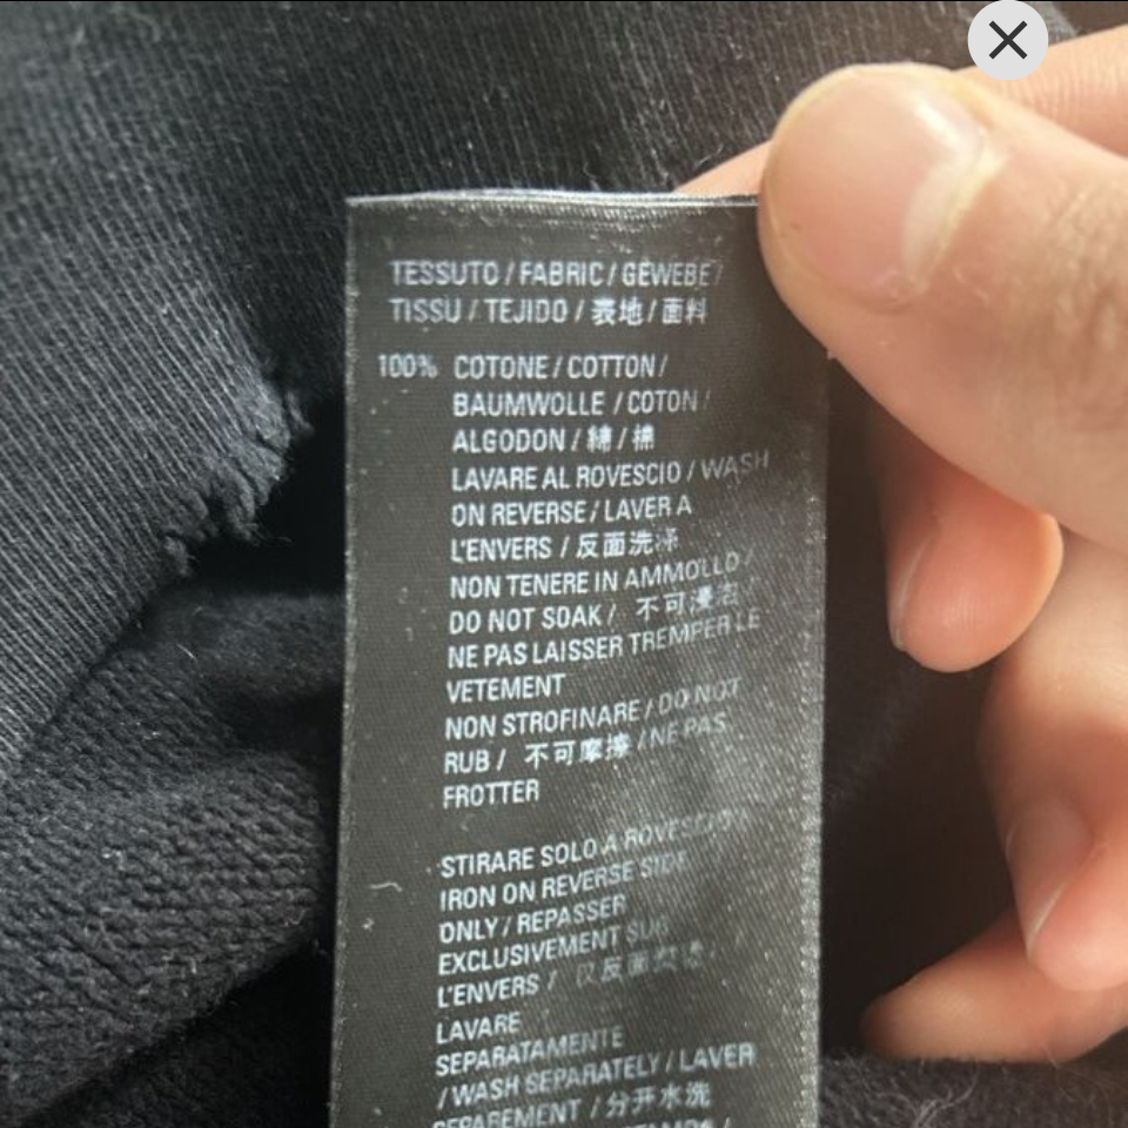 TESSUTO / FABRIC / GEWEBE /
TISSU / TEJIDO / 表地 / 面料
100% COTONE / COTTON /
BAUMWOLLE / COTON /
ALGODON / 綿 / 棉
LAVARE AL ROVESCIO / WASH
ON REVERSE / LAVER A
L'ENVERS / 反面洗涤
NON TENERE IN AMMOLLO /
DO NOT SOAK / 不可浸泡 /
NE PAS LAISSER TREMPER LE
VETEMENT
NON STROFINARE / DO NOT
RUB / 不可摩擦 / NE PAS
FROTTER
STIRARE SOLO A ROVESCIO /
IRON ON REVERSE SIDE
ONLY / REPASSER
EXCLUSIVEMENT SUR
L'ENVERS / 反面
LAVARE
SEPARATAMENTE
/ WASH SEPARATELY / LAVER
SEPAREMENT / 分开水洗